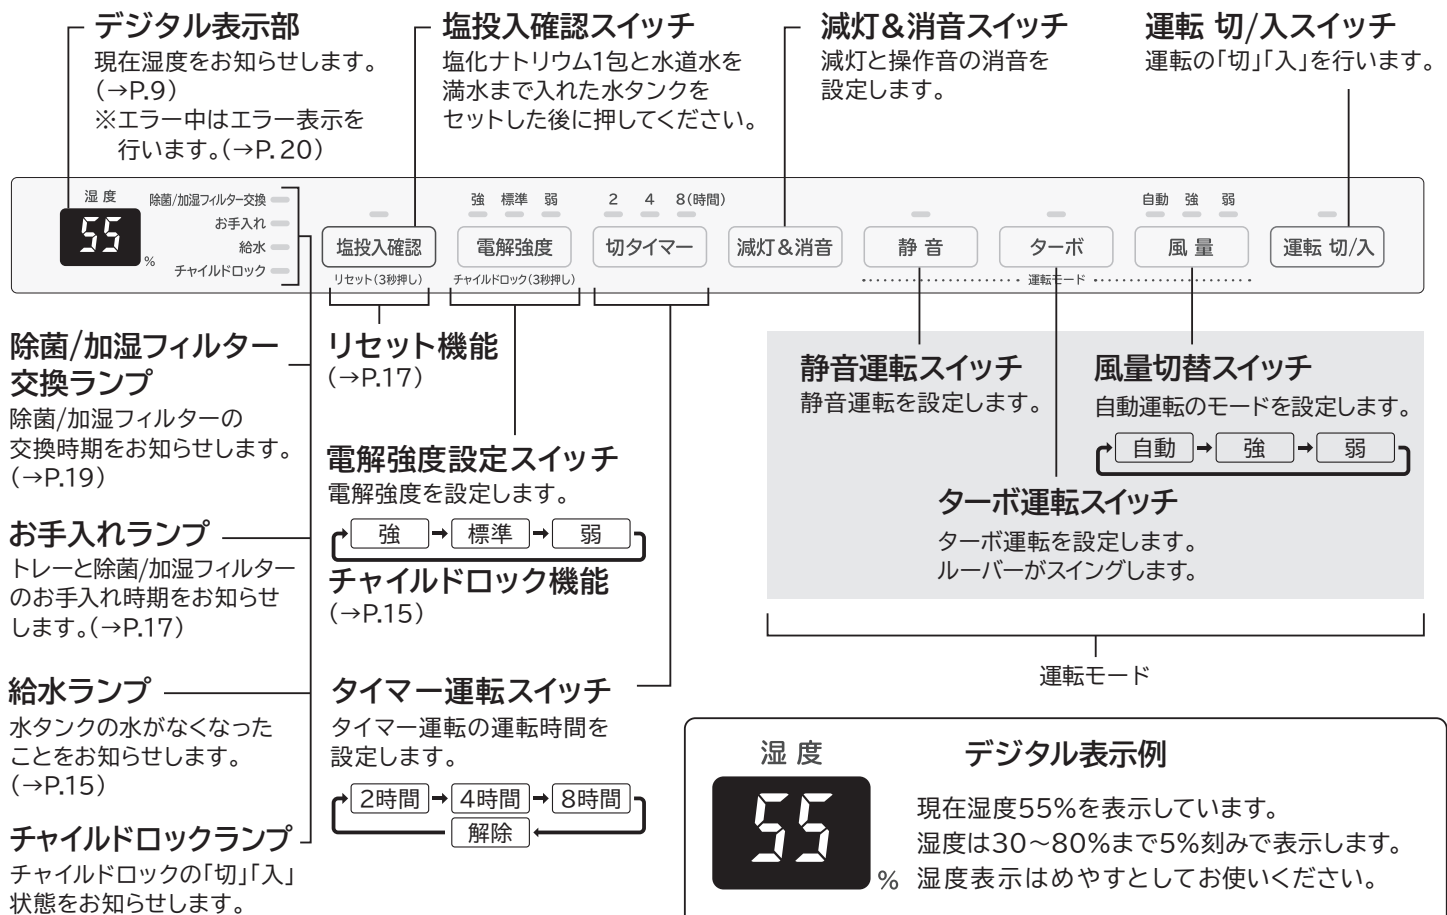 デジタル表示部
現在湿度をお知らせします。
(→P.9)
※エラー中はエラー表示を
行います。(→P.20)
塩投入確認スイッチ
塩化ナトリウム1包と水道水を
満水まで入れた水タンクを
セットした後に押してください。
減灯&消音スイッチ
減灯と操作音の消音を
設定します。
運転 切/入スイッチ
運転の「切」「入」を行います。
湿度
55
%
除菌/加湿フィルター交換
お手入れ
給水
チャイルドロック
塩投入確認
リセット(3秒押し)
強 標準 弱
電解強度
チャイルドロック(3秒押し)
2 4 8(時間)
切タイマー
減灯&消音
静音
ターボ
自動 強 弱
風量
運転モード
運転 切/入
除菌/加湿フィルター
交換ランプ
除菌/加湿フィルターの
交換時期をお知らせします。
(→P.19)
お手入れランプ
トレーと除菌/加湿フィルター
のお手入れ時期をお知らせ
します。(→P.17)
給水ランプ
水タンクの水がなくなった
ことをお知らせします。
(→P.15)
チャイルドロックランプ
チャイルドロックの「切」「入」
状態をお知らせします。
リセット機能
(→P.17)
電解強度設定スイッチ
電解強度を設定します。
強→標準→弱
チャイルドロック機能
(→P.15)
タイマー運転スイッチ
タイマー運転の運転時間を
設定します。
2時間→4時間→8時間
解除
静音運転スイッチ
静音運転を設定します。
風量切替スイッチ
自動運転のモードを設定します。
自動→強→弱
ターボ運転スイッチ
ターボ運転を設定します。
ルーバーがスイングします。
運転モード
湿度
55
%
デジタル表示例
現在湿度55%を表示しています。
湿度は30～80%まで5%刻みで表示します。
湿度表示はめやすとしてお使いください。